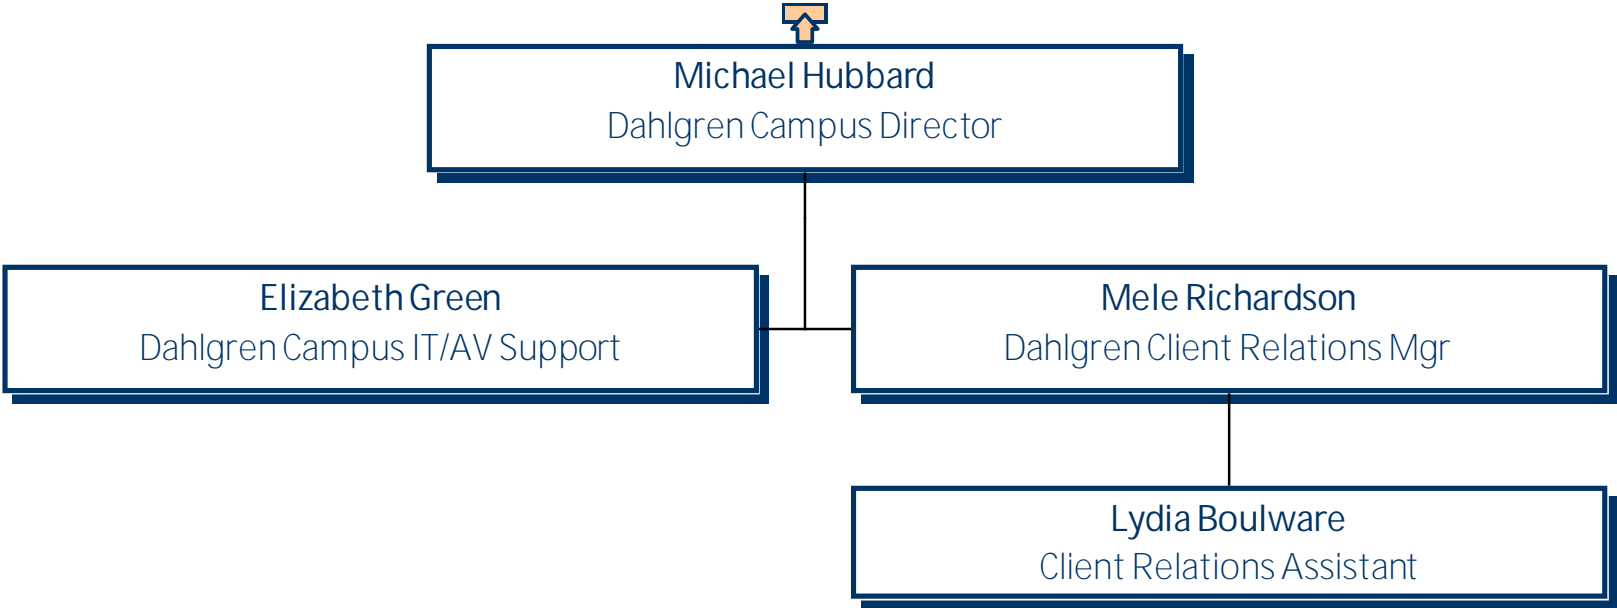 Michael Hubbard
Dahlgren Campus Director
Elizabeth Green
Dahlgren Campus IT/AV Support
Mele Richardson
Dahlgren Client Relations Mgr
Lydia Boulware
Client Relations Assistant